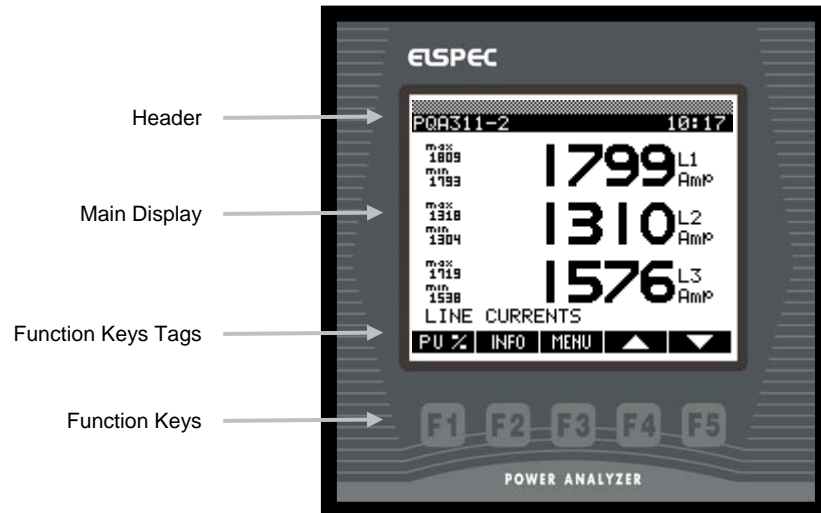 ELSPEC
Header
PQA311-2 10:17
max
1809
min
1793
1799
L1
Amp
Main Display
max
1318
min
1304
1310
L2
Amp
max
1719
min
1538
1576
L3
Amp
LINE CURRENTS
Function Keys Tags
PU % INFO MENU
Function Keys
F1 F2 F3 F4 F5
POWER ANALYZER